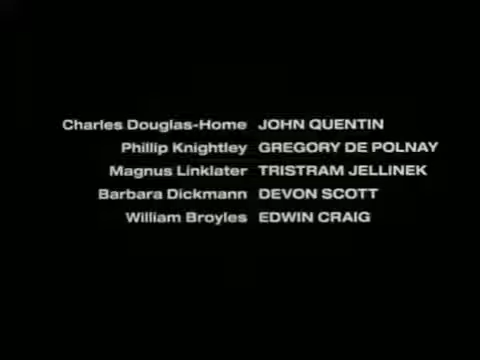 Charles Douglas-Home JOHN QUENTIN
Phillip Knightley GREGORY DE POLNAY
Magnus Linklater TRISTRAM JELLINEK
Barbara Dickmann DEVON SCOTT
William Broyles EDWIN CRAIG